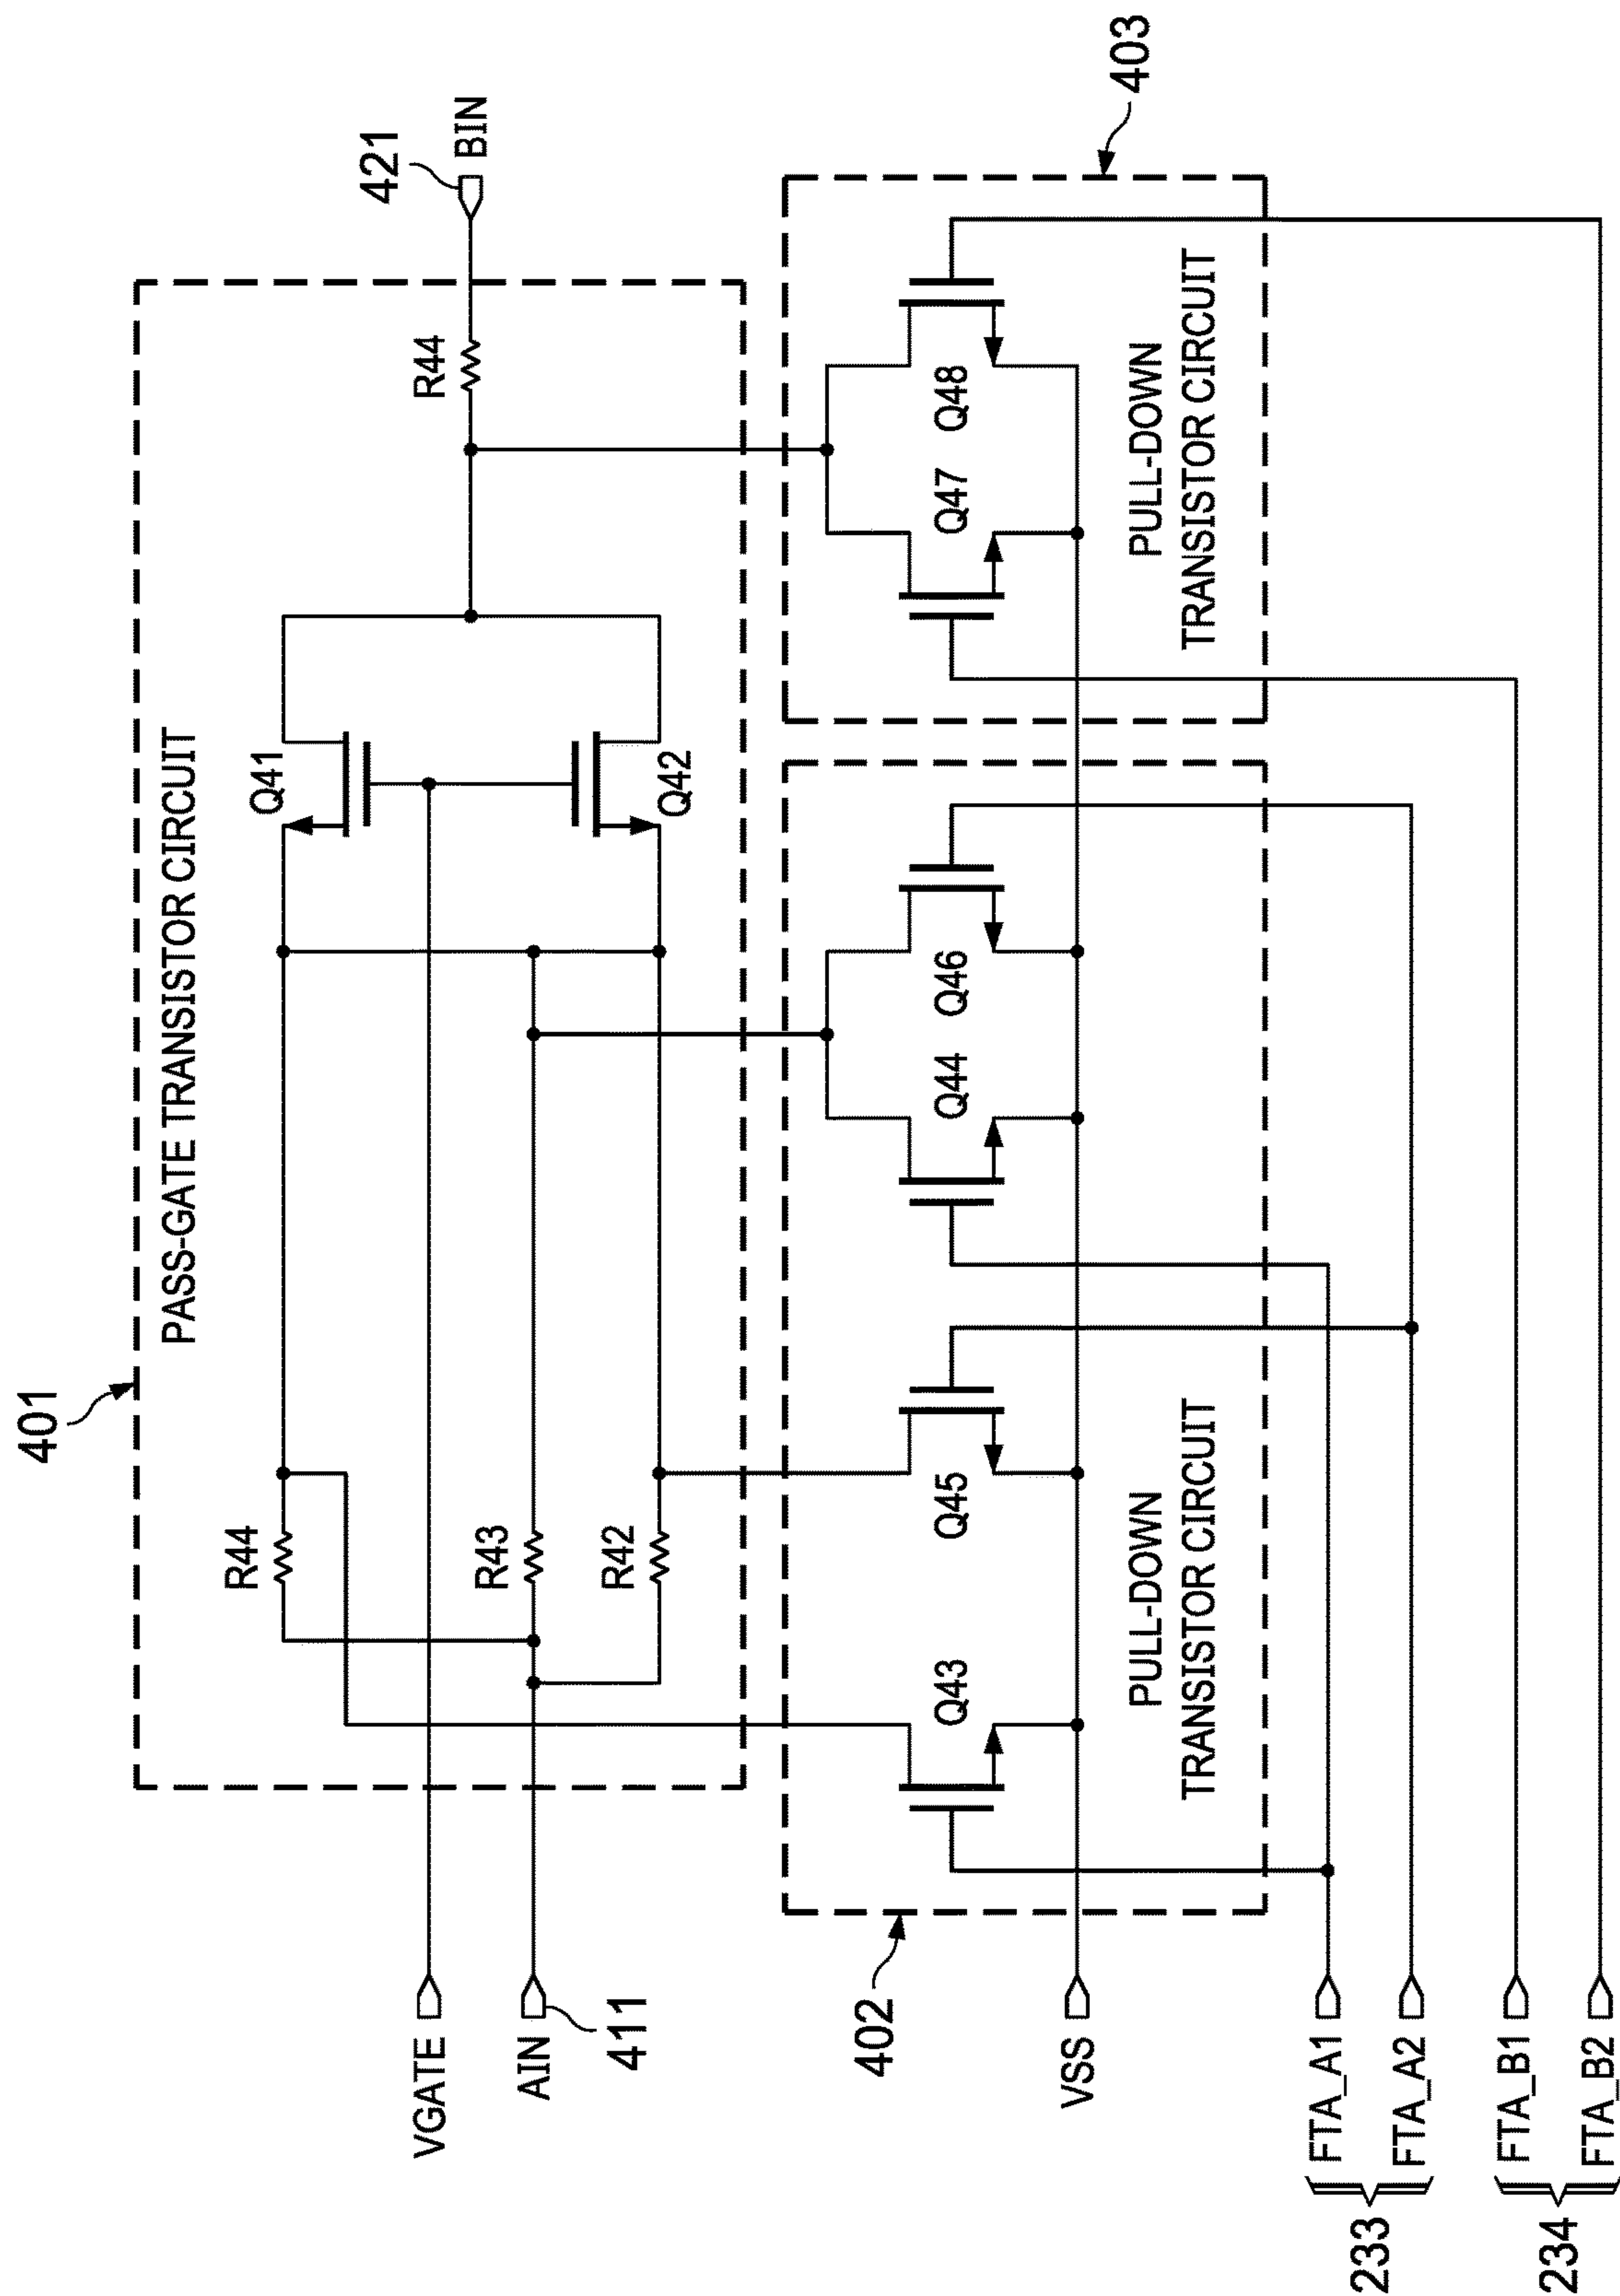 401
PASS-GATE TRANSISTOR CIRCUIT
VGATE
AIN
411
R44
R43
R42
Q41
Q42
R44
421
BIN
402
Q43
Q45
Q44
Q46
PULL-DOWN
TRANSISTOR CIRCUIT
403
Q47
Q48
PULL-DOWN
TRANSISTOR CIRCUIT
VSS
233
FTA_A1
FTA_A2
234
FTA_B1
FTA_B2